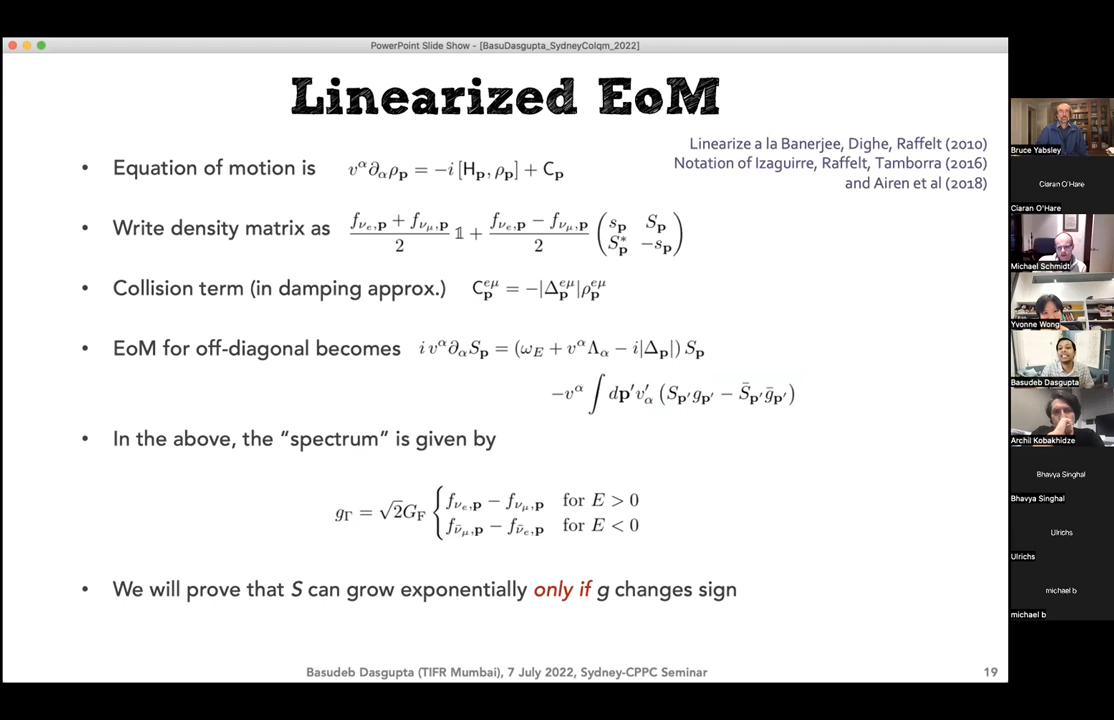 PowerPoint Slide Show - [BasuDasgupta_SydneyColqm_2022]
Linearized EoM
Linearize a la Banerjee, Dighe, Raffelt (2010)
Notation of Izaguirre, Raffelt, Tamborra (2016)
and Airen et al (2018)
• Equation of motion is v^α ∂_α ρ_p = −i [H_p, ρ_p] + C_p
• Write density matrix as (f_{ν_e,p} + f_{ν_μ,p})/2 𝟙 + (f_{ν_e,p} − f_{ν_μ,p})/2 (s_p S_p ; S_p^* −s_p)
• Collision term (in damping approx.) C_p^{eμ} = −|Δ_p^{eμ}|ρ_p^{eμ}
• EoM for off-diagonal becomes i v^α ∂_α S_p = (ω_E + v^α Λ_α − i|Δ_p|) S_p
−v^α ∫ dp′ v′_α (S_{p′} g_{p′} − S̄_{p′} ḡ_{p′})
• In the above, the “spectrum” is given by
g_Γ = √2 G_F { f_{ν_e,p} − f_{ν_μ,p} for E > 0
f_{ν̄_μ,p} − f_{ν̄_e,p} for E < 0
• We will prove that S can grow exponentially only if g changes sign
Basudeb Dasgupta (TIFR Mumbai), 7 July 2022, Sydney-CPPC Seminar
19
Bruce Yabsley
Ciaran O'Hare
Ciaran O'Hare
Michael Schmidt
Yvonne Wong
Basudeb Dasgupta
Archil Kobakhidze
Bhavya Singhal
Bhavya Singhal
Ulrichs
Ulrichs
michael b
michael b